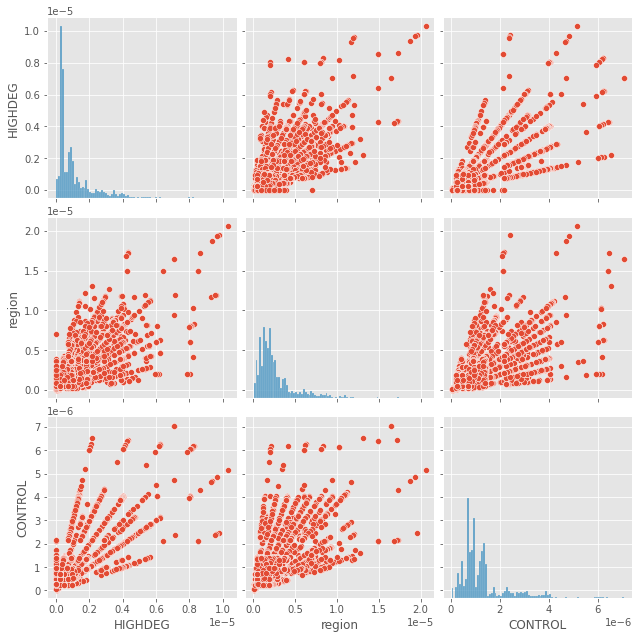 1e−5
HIGHDEG
1.0
0.8
0.6
0.4
0.2
0.0
1e−5
region
2.0
1.5
1.0
0.5
0.0
1e−6
CONTROL
7
6
5
4
3
2
1
0
0.0 0.2 0.4 0.6 0.8 1.0 0.0 0.5 1.0 1.5 2.0 0 2 4 6
HIGHDEG 1e−5 region 1e−5 CONTROL 1e−6